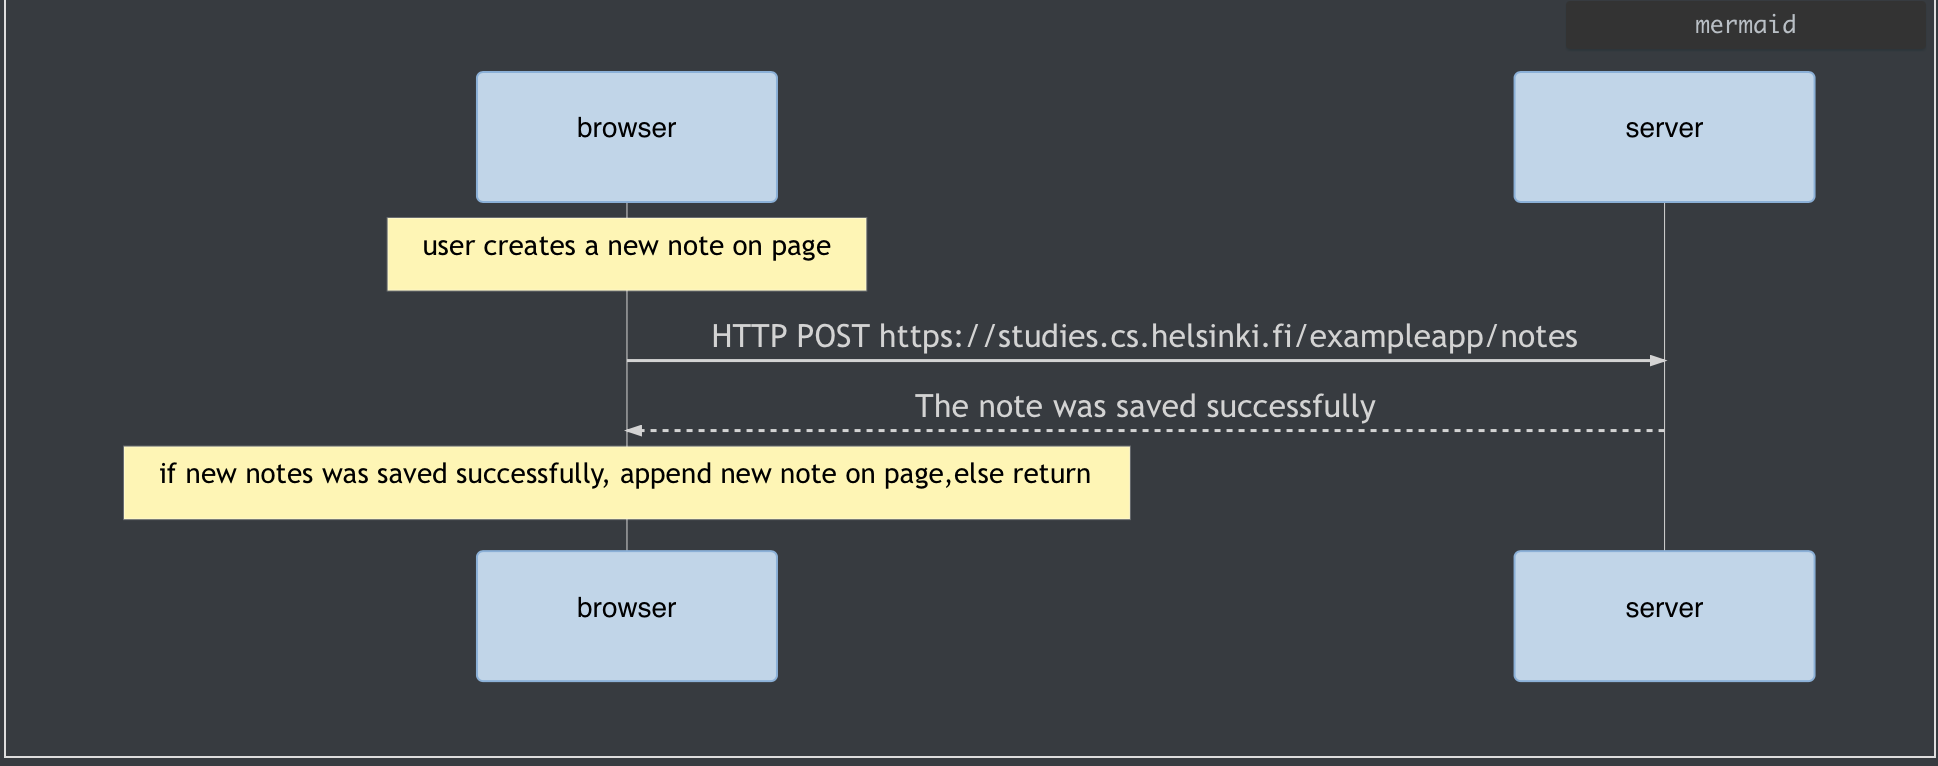 mermaid
browser
server
user creates a new note on page
HTTP POST https://studies.cs.helsinki.fi/exampleapp/notes
The note was saved successfully
if new notes was saved successfully, append new note on page,else return
browser
server